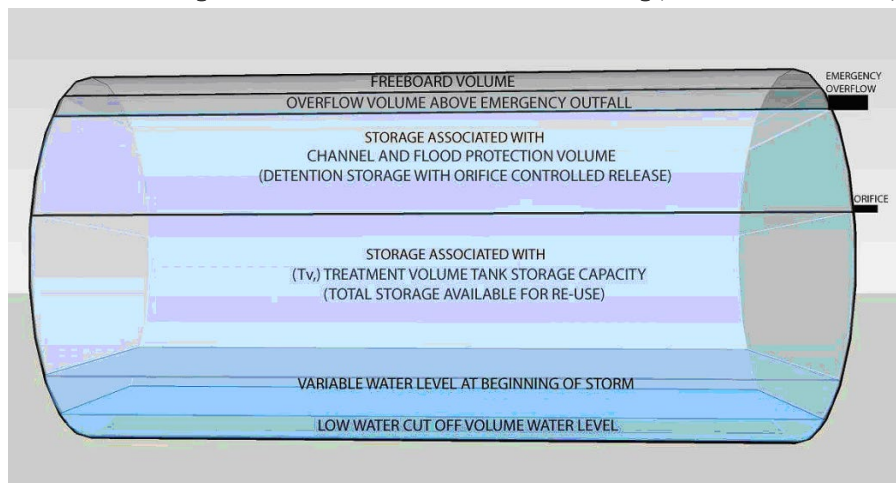 FREEBOARD VOLUME
EMERGENCY
OVERFLOW
OVERFLOW VOLUME ABOVE EMERGENCY OUTFALL
STORAGE ASSOCIATED WITH
CHANNEL AND FLOOD PROTECTION VOLUME
(DETENTION STORAGE WITH ORIFICE CONTROLLED RELEASE)
ORIFICE
STORAGE ASSOCIATED WITH
(Tv,) TREATMENT VOLUME TANK STORAGE CAPACITY
(TOTAL STORAGE AVAILABLE FOR RE-USE)
VARIABLE WATER LEVEL AT BEGINNING OF STORM
LOW WATER CUT OFF VOLUME WATER LEVEL